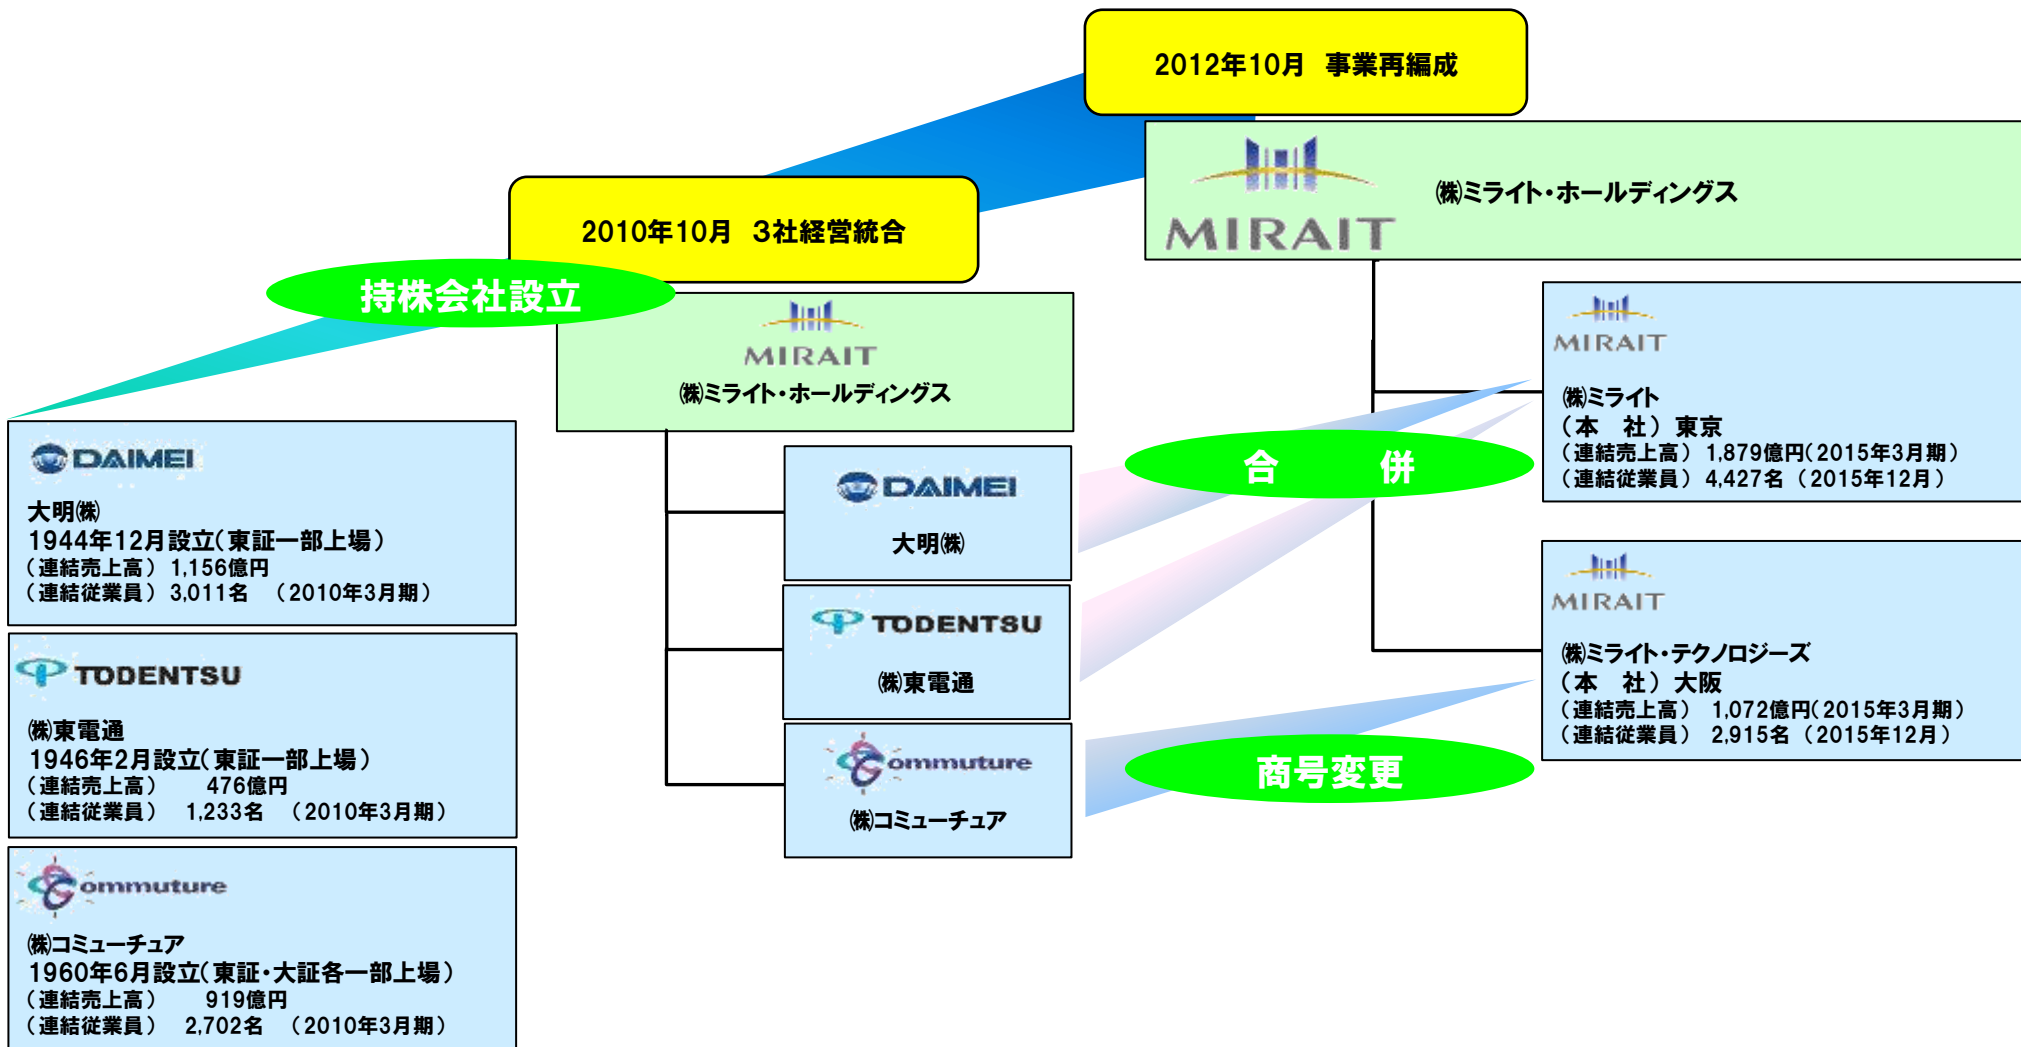 2012年10月 事業再編成
MIRAIT
㈱ミライト・ホールディングス
2010年10月 3社経営統合
持株会社設立
MIRAIT
㈱ミライト・ホールディングス
DAIMEI
大明㈱
1944年12月設立(東証一部上場)
(連結売上高) 1,156億円
(連結従業員) 3,011名 (2010年3月期)
TODENTSU
㈱東電通
1946年2月設立(東証一部上場)
(連結売上高) 476億円
(連結従業員) 1,233名 (2010年3月期)
Commuture
㈱コミューチュア
1960年6月設立(東証・大証各一部上場)
(連結売上高) 919億円
(連結従業員) 2,702名 (2010年3月期)
DAIMEI
大明㈱
TODENTSU
㈱東電通
Commuture
㈱コミューチュア
合 併
商号変更
MIRAIT
㈱ミライト
(本 社) 東京
(連結売上高) 1,879億円(2015年3月期)
(連結従業員) 4,427名 (2015年12月)
MIRAIT
㈱ミライト・テクノロジーズ
(本 社) 大阪
(連結売上高) 1,072億円(2015年3月期)
(連結従業員) 2,915名 (2015年12月)